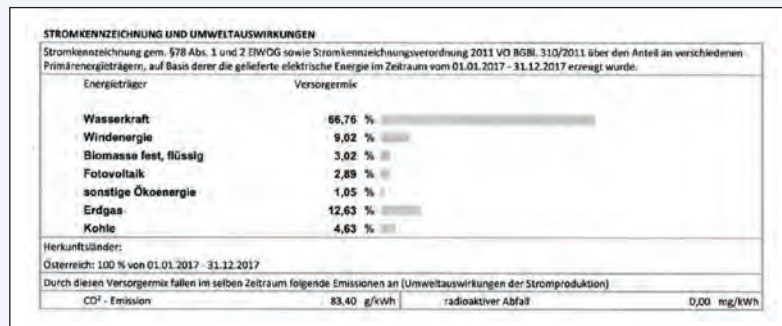 STROMKENNZEICHNUNG UND UMWELTAUSWIRKUNGEN
Stromkennzeichnung gem. §78 Abs. 1 und 2 ElWOG sowie Stromkennzeichnungsverordnung 2011 VO BGBl. 310/2011 über den Anteil an verschiedenen
Primärenergieträgern, auf Basis derer die gelieferte elektrische Energie im Zeitraum vom 01.01.2017 - 31.12.2017 erzeugt wurde.
Energieträger Versorgermix
Wasserkraft 66,76 %
Windenergie 9,02 %
Biomasse fest, flüssig 3,02 %
Fotovoltaik 2,89 %
sonstige Ökoenergie 1,05 %
Erdgas 12,63 %
Kohle 4,63 %
Herkunftsländer:
Österreich: 100 % von 01.01.2017 - 31.12.2017
Durch diesen Versorgermix fallen im selben Zeitraum folgende Emissionen an (Umweltauswirkungen der Stromproduktion)
CO² - Emission 83,40 g/kWh radioaktiver Abfall 0,00 mg/kWh